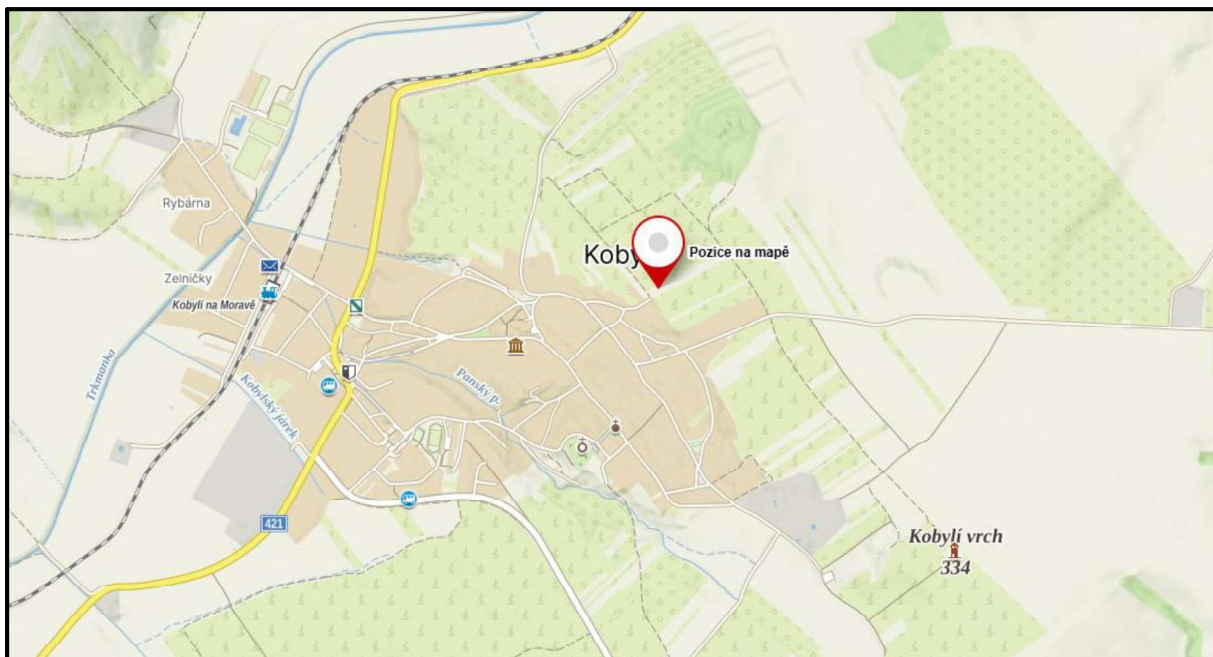 Rybárna
Koby
Pozice na mapě
Zelničky
Kobylí na Moravě
Trkmanka
Panský p.
Kobylský járek
421
Kobylí vrch
334